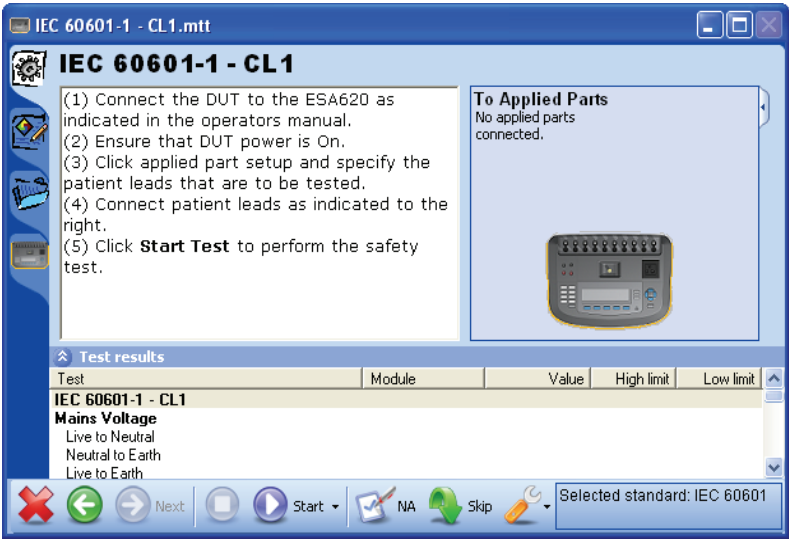 IEC 60601-1 - CL1.mtt
IEC 60601-1 - CL1
(1) Connect the DUT to the ESA620 as
indicated in the operators manual.
(2) Ensure that DUT power is On.
(3) Click applied part setup and specify the
patient leads that are to be tested.
(4) Connect patient leads as indicated to the
right.
(5) Click Start Test to perform the safety
test.
To Applied Parts
No applied parts
connected.
Test results
Test Module Value High limit Low limit
IEC 60601-1 - CL1
Mains Voltage
Live to Neutral
Neutral to Earth
Live to Earth
Next Start NA Skip Selected standard: IEC 60601